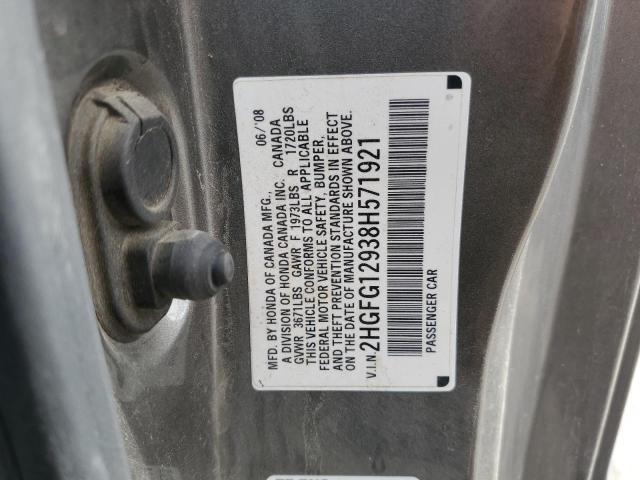 MFD. BY HONDA OF CANADA MFG., 06/'08
A DIVISION OF HONDA CANADA INC. CANADA
GVWR 3671LBS GAWR F 1973LBS R 1720LBS
THIS VEHICLE CONFORMS TO ALL APPLICABLE
FEDERAL MOTOR VEHICLE SAFETY, BUMPER,
AND THEFT PREVENTION STANDARDS IN EFFECT
ON THE DATE OF MANUFACTURE SHOWN ABOVE.
V.I.N. 2HGFG12938H571921
PASSENGER CAR